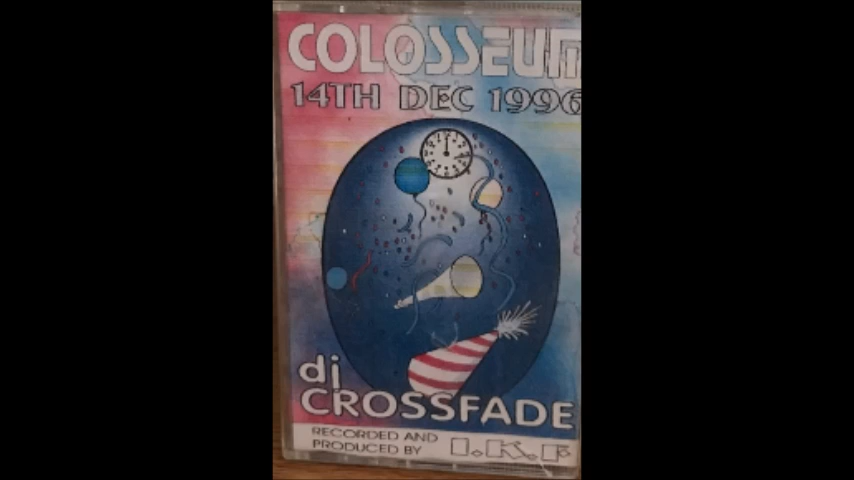 COLOSSEUM
14TH DEC 1996
dj
CROSSFADE
RECORDED AND
PRODUCED BY I.K.F